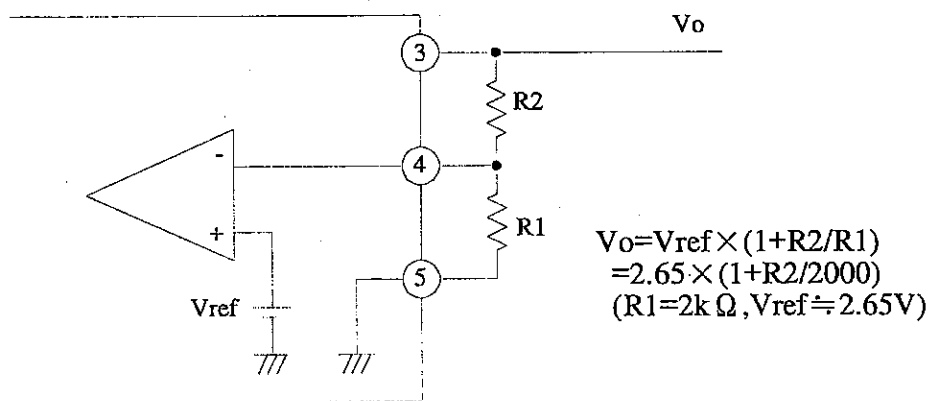 Vo
3
R2
-
4
+
R1
5
Vref
Vo=Vref×(1+R2/R1)
=2.65×(1+R2/2000)
(R1=2kΩ,Vref≒2.65V)